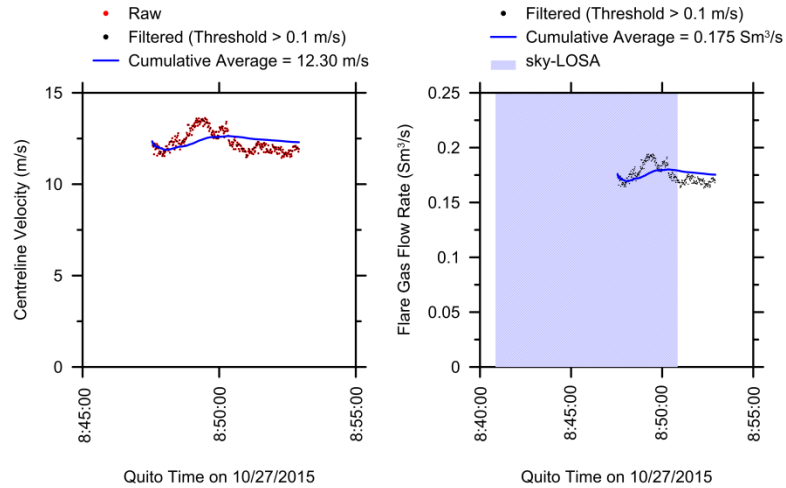 Raw
Filtered (Threshold > 0.1 m/s)
Cumulative Average = 12.30 m/s
15
10
5
0
Centreline Velocity (m/s)
8:45:00
8:50:00
8:55:00
Quito Time on 10/27/2015
Filtered (Threshold > 0.1 m/s)
Cumulative Average = 0.175 Sm³/s
sky-LOSA
0.25
0.2
0.15
0.1
0.05
0
Flare Gas Flow Rate (Sm³/s)
8:40:00
8:45:00
8:50:00
8:55:00
Quito Time on 10/27/2015